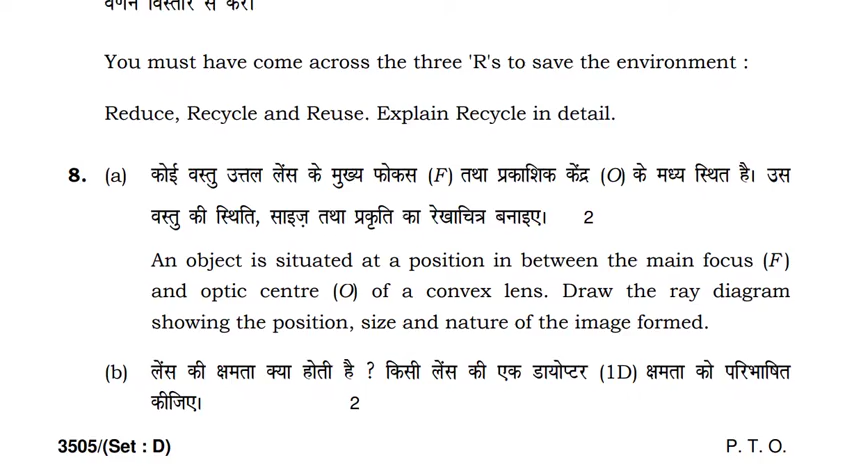 वर्णन विस्तार से करें।
You must have come across the three 'R's to save the environment :
Reduce, Recycle and Reuse. Explain Recycle in detail.
8. (a) कोई वस्तु उत्तल लेंस के मुख्य फोकस (F) तथा प्रकाशिक केंद्र (O) के मध्य स्थित है। उस
वस्तु की स्थिति, साइज़ तथा प्रकृति का रेखाचित्र बनाइए। 2
An object is situated at a position in between the main focus (F)
and optic centre (O) of a convex lens. Draw the ray diagram
showing the position, size and nature of the image formed.
(b) लेंस की क्षमता क्या होती है ? किसी लेंस की एक डायोप्टर (1D) क्षमता को परिभाषित
कीजिए। 2
3505/(Set : D) P. T. O.